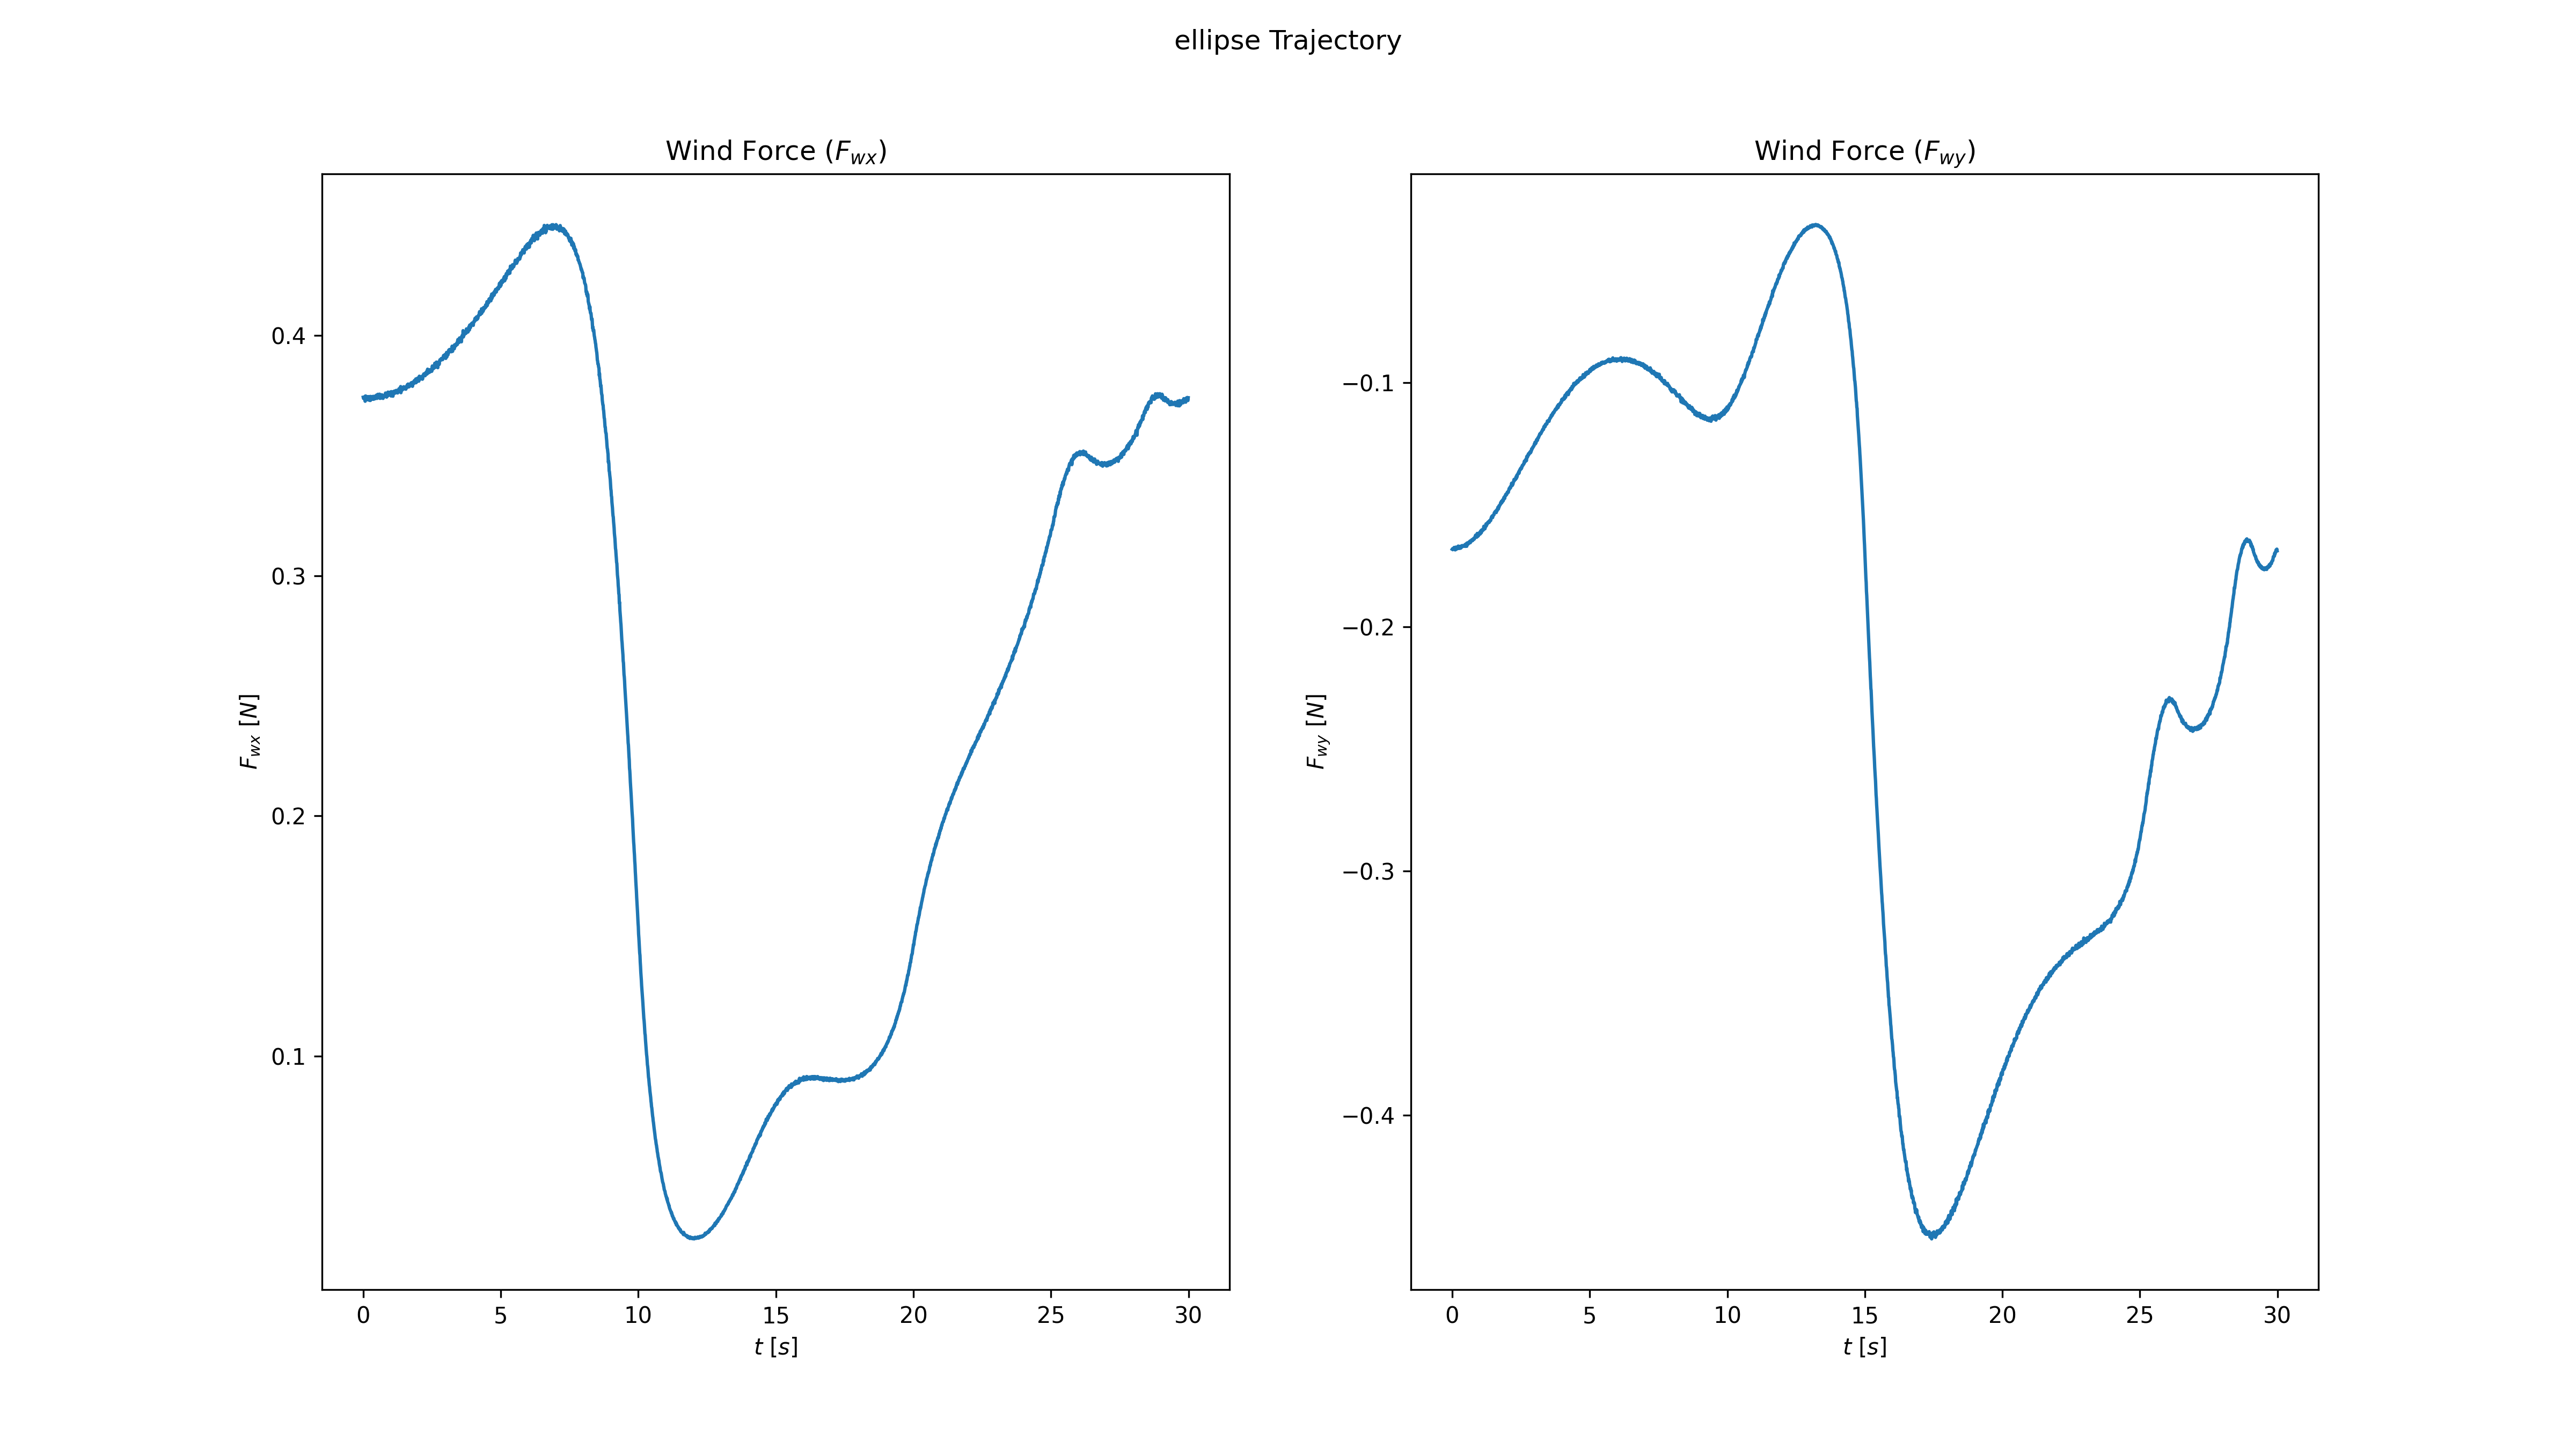 ellipse Trajectory
Wind Force (F_wx)
0.4
0.3
0.2
0.1
F_wx [N]
0 5 10 15 20 25 30
t [s]
Wind Force (F_wy)
−0.1
−0.2
−0.3
−0.4
F_wy [N]
0 5 10 15 20 25 30
t [s]